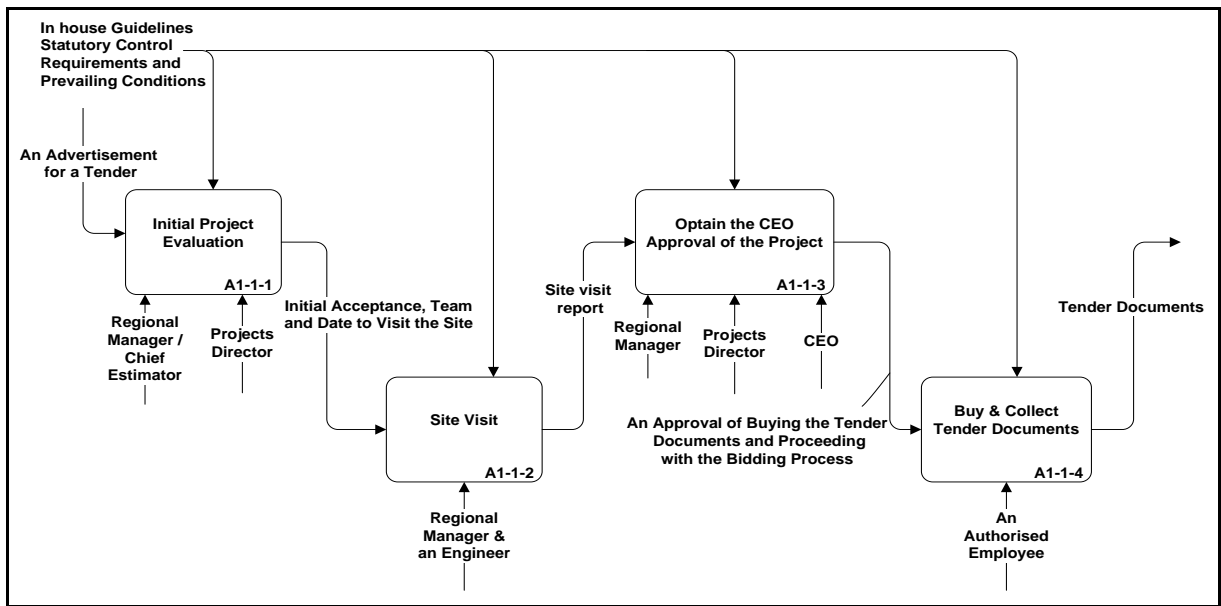 In house Guidelines
Statutory Control
Requirements and
Prevailing Conditions
An Advertisement
for a Tender
Initial Project
Evaluation
A1-1-1
Regional
Manager /
Chief
Estimator
Projects
Director
Initial Acceptance, Team
and Date to Visit the Site
Site Visit
A1-1-2
Regional
Manager &
an Engineer
Site visit
report
Optain the CEO
Approval of the Project
A1-1-3
Regional
Manager
Projects
Director
CEO
An Approval of Buying the Tender
Documents and Proceeding
with the Bidding Process
Buy & Collect
Tender Documents
A1-1-4
An
Authorised
Employee
Tender Documents